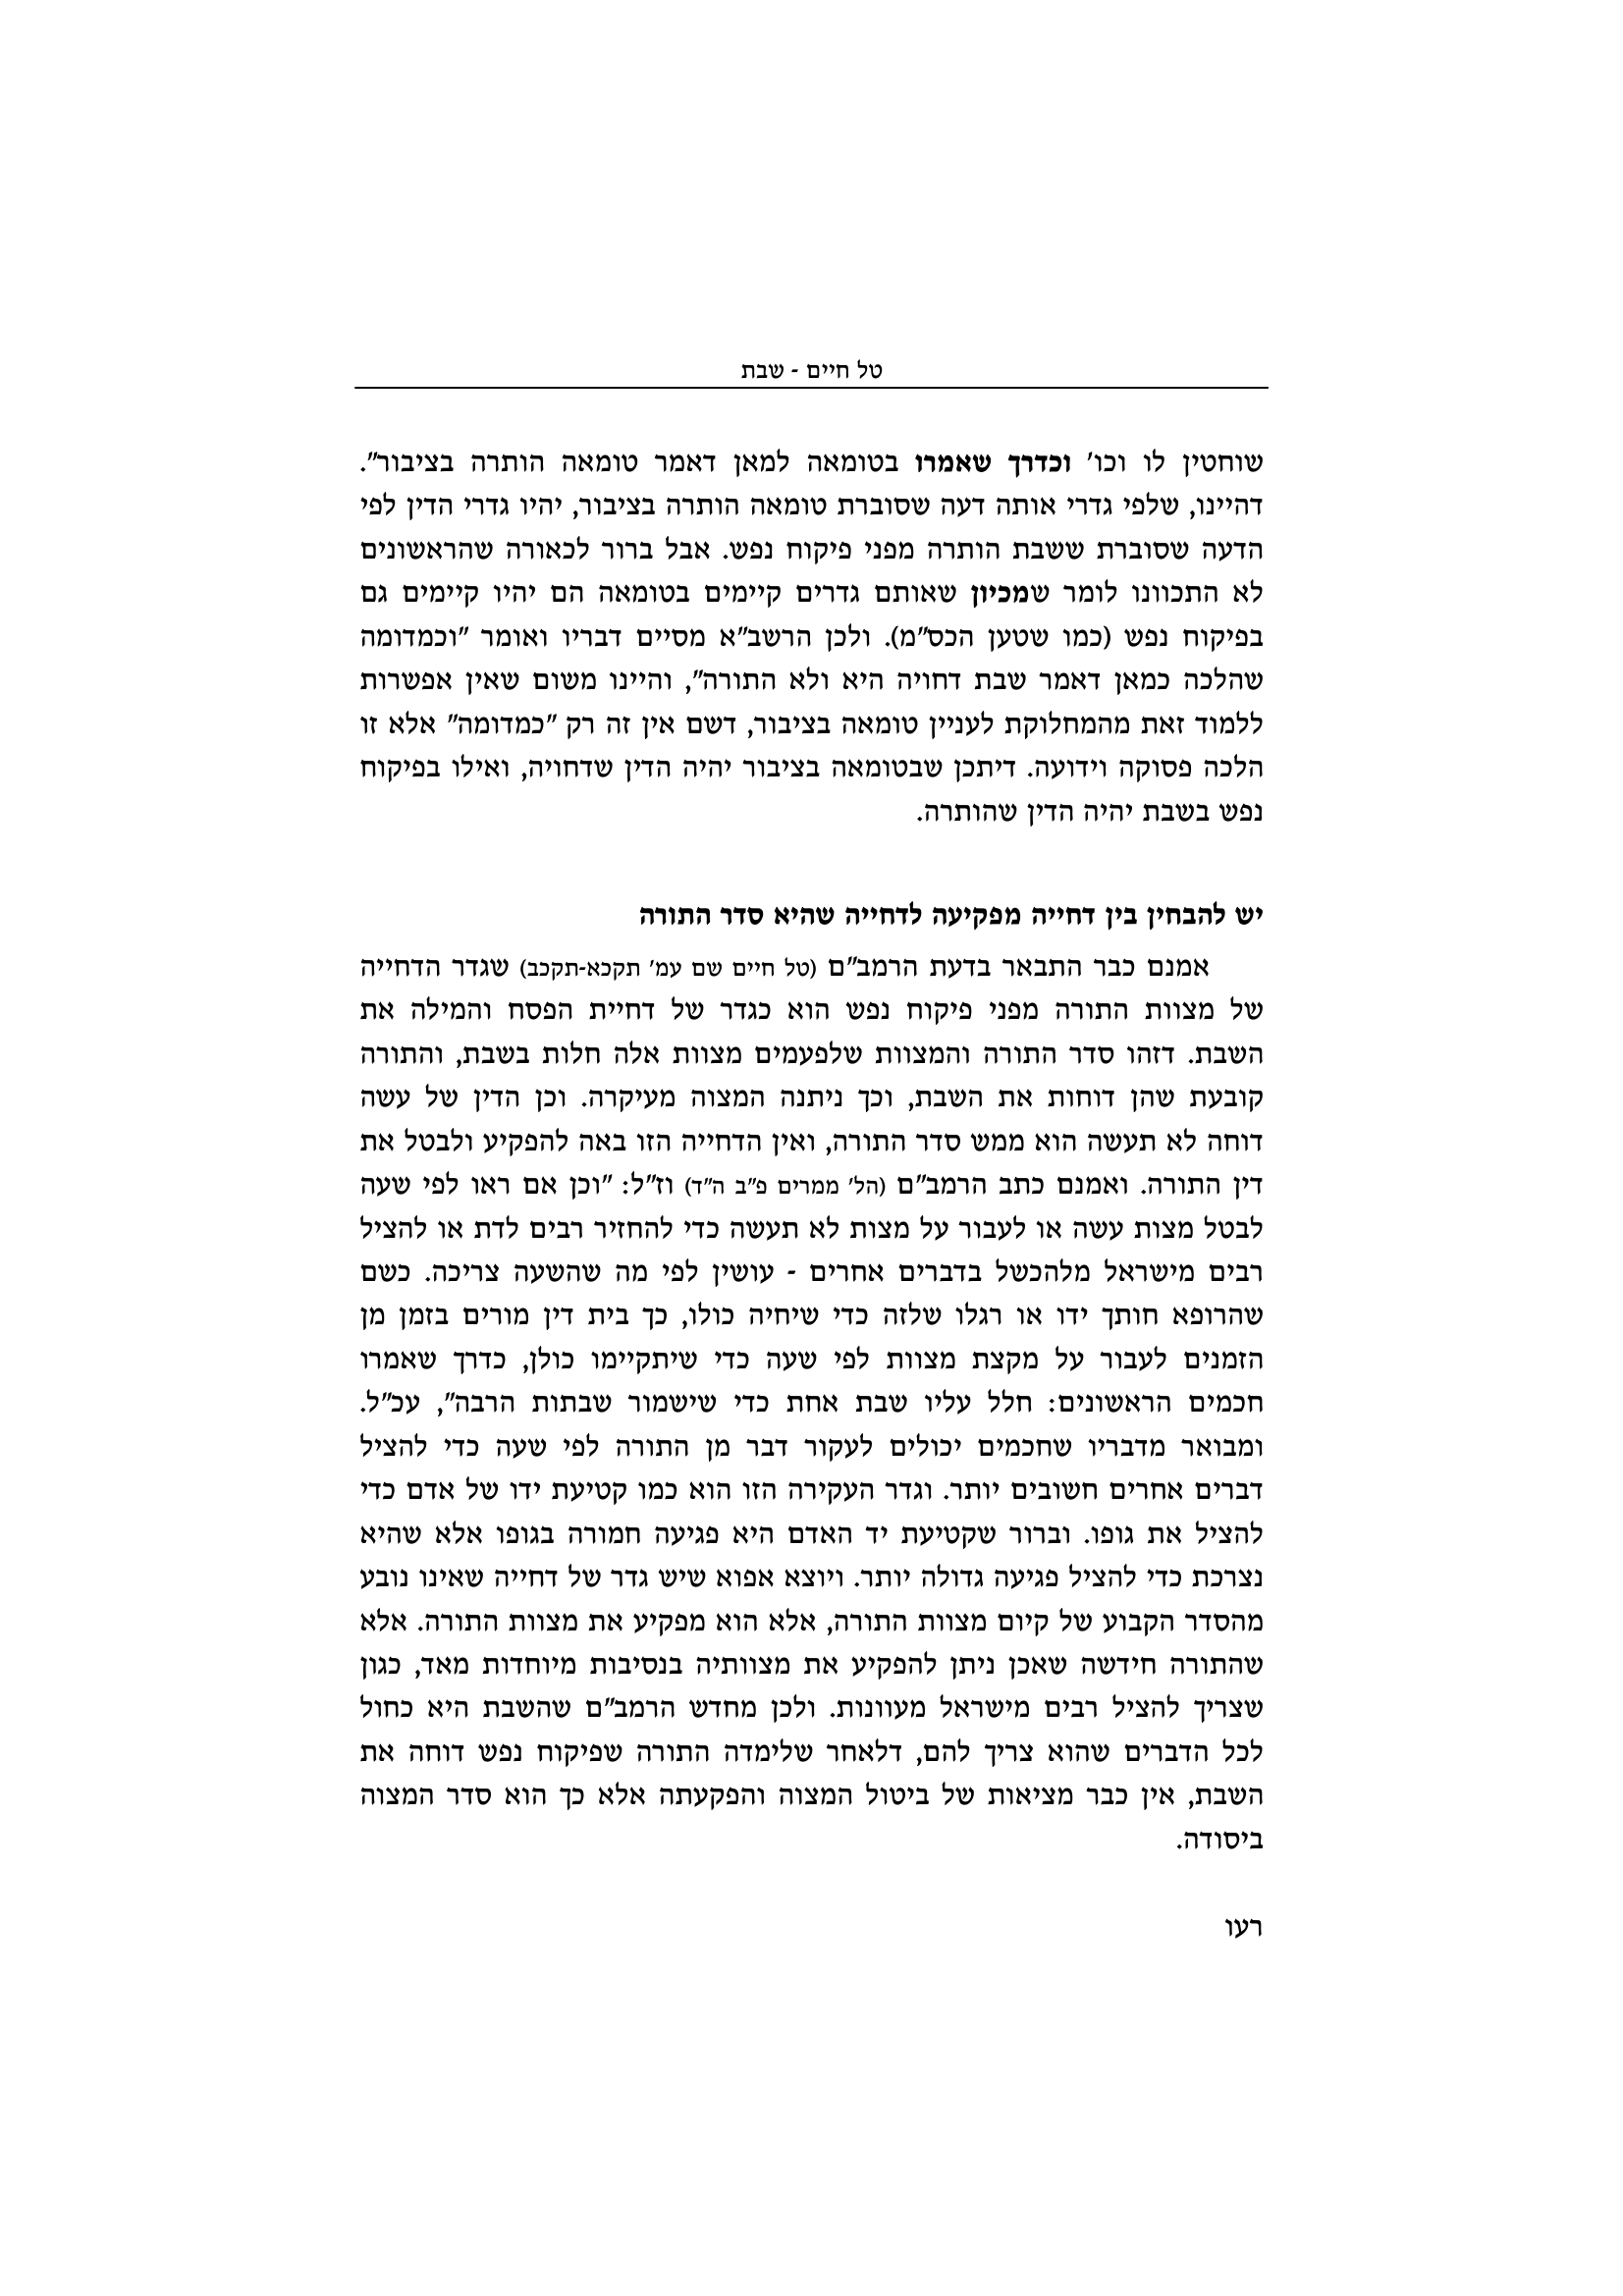 טל חיים - שבת
שוחטין לו וכו' וכדרך שאמרו בטומאה למאן דאמר טומאה הותרה בציבור".
דהיינו, שלפי גדרי אותה דעה שסוברת טומאה הותרה בציבור, יהיו גדרי הדין לפי
הדעה שסוברת ששבת הותרה מפני פיקוח נפש. אבל ברור לכאורה שהראשונים
לא התכוונו לומר שמכיון שאותם גדרים קיימים בטומאה הם יהיו קיימים גם
בפיקוח נפש (כמו שטען הכס"מ). ולכן הרשב"א מסיים דבריו ואומר "וכמדומה
שהלכה כמאן דאמר שבת דחויה היא ולא התורה", והיינו משום שאין אפשרות
ללמוד זאת מהמחלוקת לעניין טומאה בציבור, דשם אין זה רק "כמדומה" אלא זו
הלכה פסוקה וידועה. דיתכן שבטומאה בציבור יהיה הדין שדחויה, ואילו בפיקוח
נפש בשבת יהיה הדין שהותרה.
יש להבחין בין דחייה מפקיעה לדחייה שהיא סדר התורה
אמנם כבר התבאר בדעת הרמב"ם (טל חיים שם עמ' תקכא-תקכב) שגדר הדחייה
של מצוות התורה מפני פיקוח נפש הוא כגדר של דחיית הפסח והמילה את
השבת. דזהו סדר התורה והמצוות שלפעמים מצוות אלה חלות בשבת, והתורה
קובעת שהן דוחות את השבת, וכך ניתנה המצוה מעיקרה. וכן הדין של עשה
דוחה לא תעשה הוא ממש סדר התורה, ואין הדחייה הזו באה להפקיע ולבטל את
דין התורה. ואמנם כתב הרמב"ם (הל' ממרים פ"ב ה"ד) וז"ל: "וכן אם ראו לפי שעה
לבטל מצות עשה או לעבור על מצות לא תעשה כדי להחזיר רבים לדת או להציל
רבים מישראל מלהכשל בדברים אחרים - עושין לפי מה שהשעה צריכה. כשם
שהרופא חותך ידו או רגלו שלזה כדי שיחיה כולו, כך בית דין מורים בזמן מן
הזמנים לעבור על מקצת מצוות לפי שעה כדי שיתקיימו כולן, כדרך שאמרו
חכמים הראשונים: חלל עליו שבת אחת כדי שישמור שבתות הרבה", עכ"ל.
ומבואר מדבריו שחכמים יכולים לעקור דבר מן התורה לפי שעה כדי להציל
דברים אחרים חשובים יותר. וגדר העקירה הזו הוא כמו קטיעת ידו של אדם כדי
להציל את גופו. וברור שקטיעת יד האדם היא פגיעה חמורה בגופו אלא שהיא
נצרכת כדי להציל פגיעה גדולה יותר. ויוצא אפוא שיש גדר של דחייה שאינו נובע
מהסדר הקבוע של קיום מצוות התורה, אלא הוא מפקיע את מצוות התורה. אלא
שהתורה חידשה שאכן ניתן להפקיע את מצוותיה בנסיבות מיוחדות מאד, כגון
שצריך להציל רבים מישראל מעוונות. ולכן מחדש הרמב"ם שהשבת היא כחול
לכל הדברים שהוא צריך להם, דלאחר שלימדה התורה שפיקוח נפש דוחה את
השבת, אין כבר מציאות של ביטול המצוה והפקעתה אלא כך הוא סדר המצוה
ביסודה.
רעו